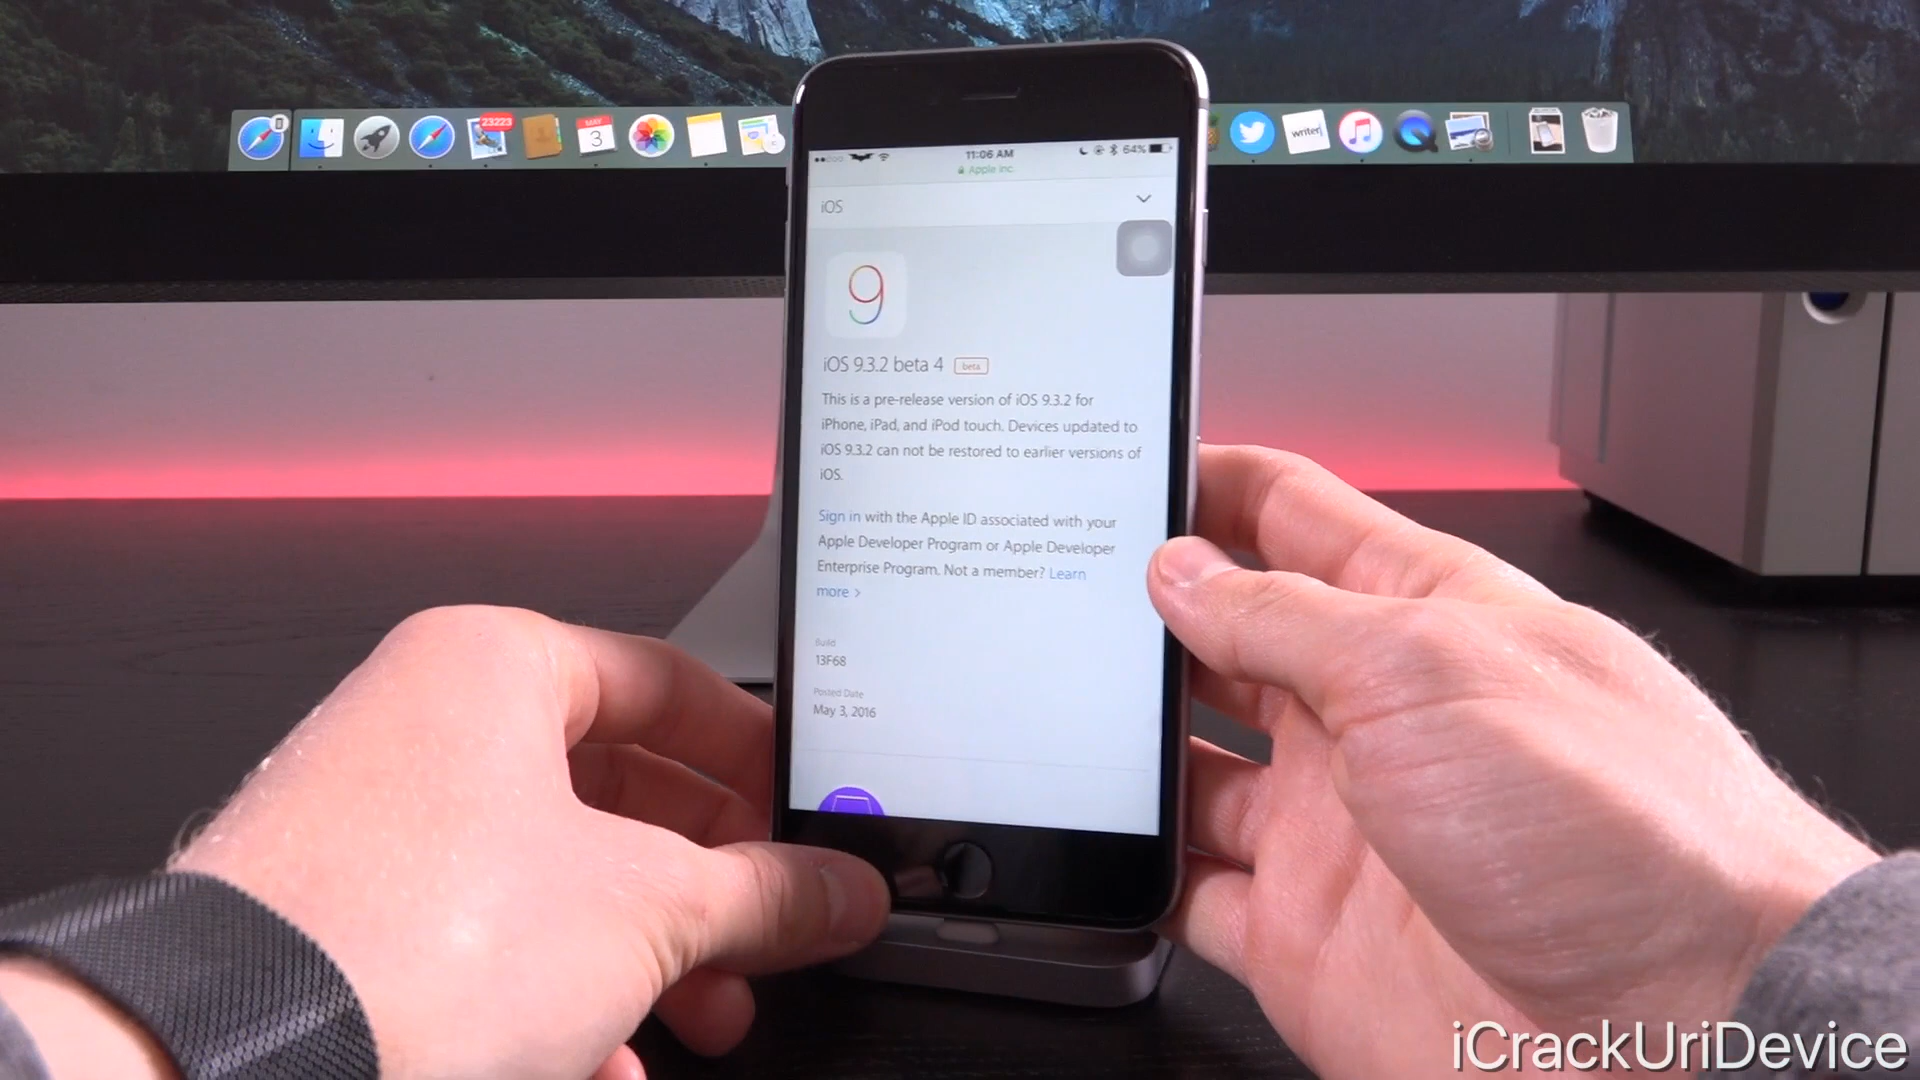 23223
MAY
3
writer
11:06 AM
64%
Apple Inc.
iOS
9
iOS 9.3.2 beta 4 beta
This is a pre-release version of iOS 9.3.2 for
iPhone, iPad, and iPod touch. Devices updated to
iOS 9.3.2 can not be restored to earlier versions of
iOS.
Sign in with the Apple ID associated with your
Apple Developer Program or Apple Developer
Enterprise Program. Not a member? Learn
more >
Build
13F68
Posted Date
May 3, 2016
iCrackUriDevice